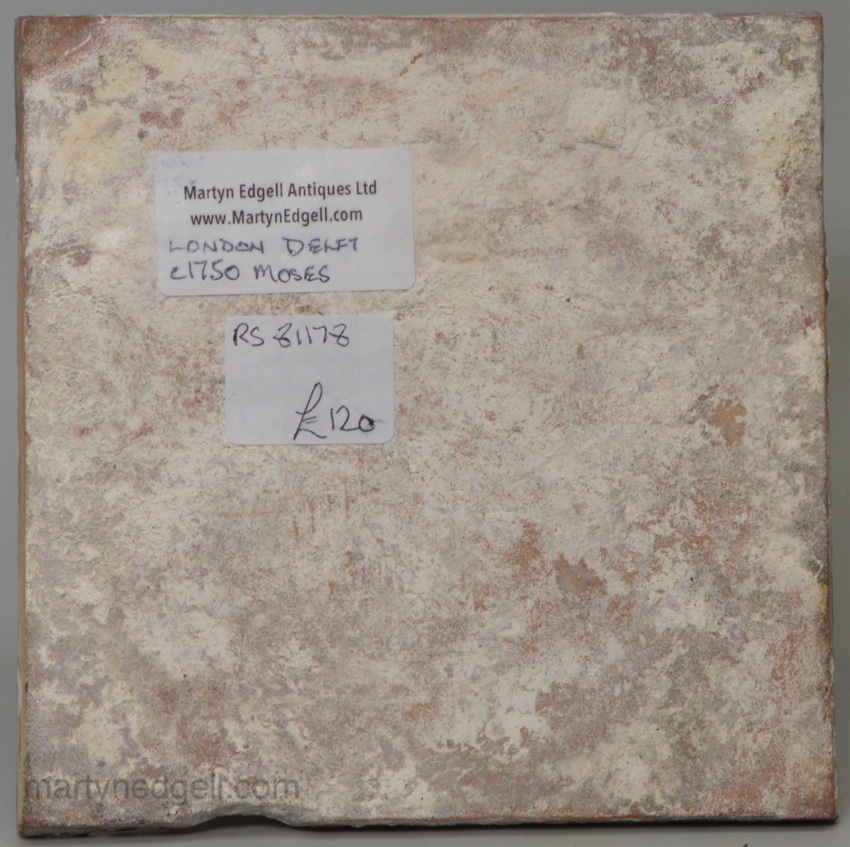 Martyn Edgell Antiques Ltd
www.MartynEdgell.com
LONDON DELFT
c1750 MOSES
RS 81178
£120
martynedgell.com